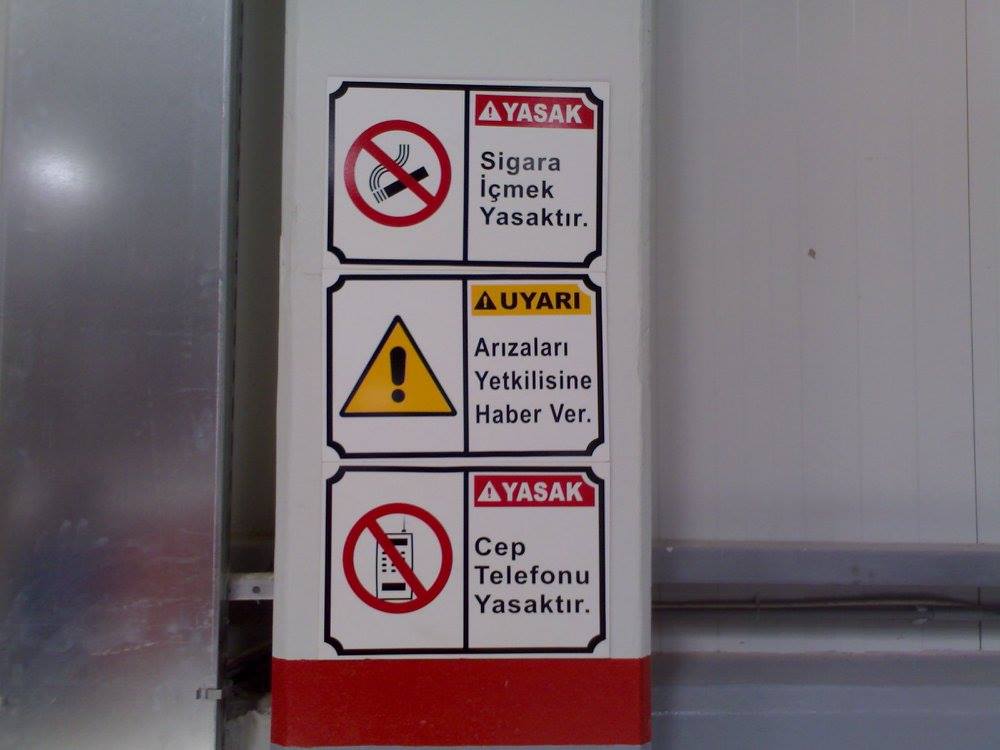 YASAK
Sigara
İçmek
Yasaktır.
UYARI
Arızaları
Yetkilisine
Haber Ver.
YASAK
Cep
Telefonu
Yasaktır.